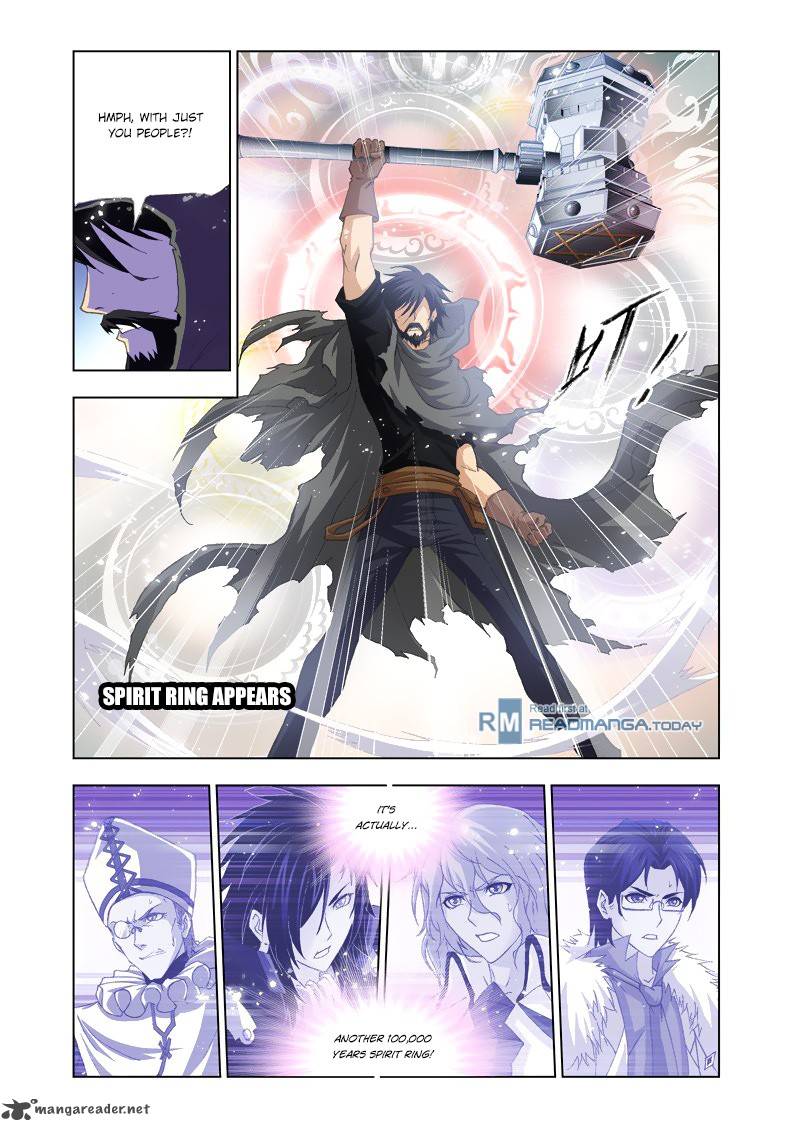 HMPH, WITH JUST
YOU PEOPLE?!
SPIRIT RING APPEARS
RM Read first at
READMANGA.TODAY
IT'S
ACTUALLY...
ANOTHER 100,000
YEARS SPIRIT RING!
mangareader.net